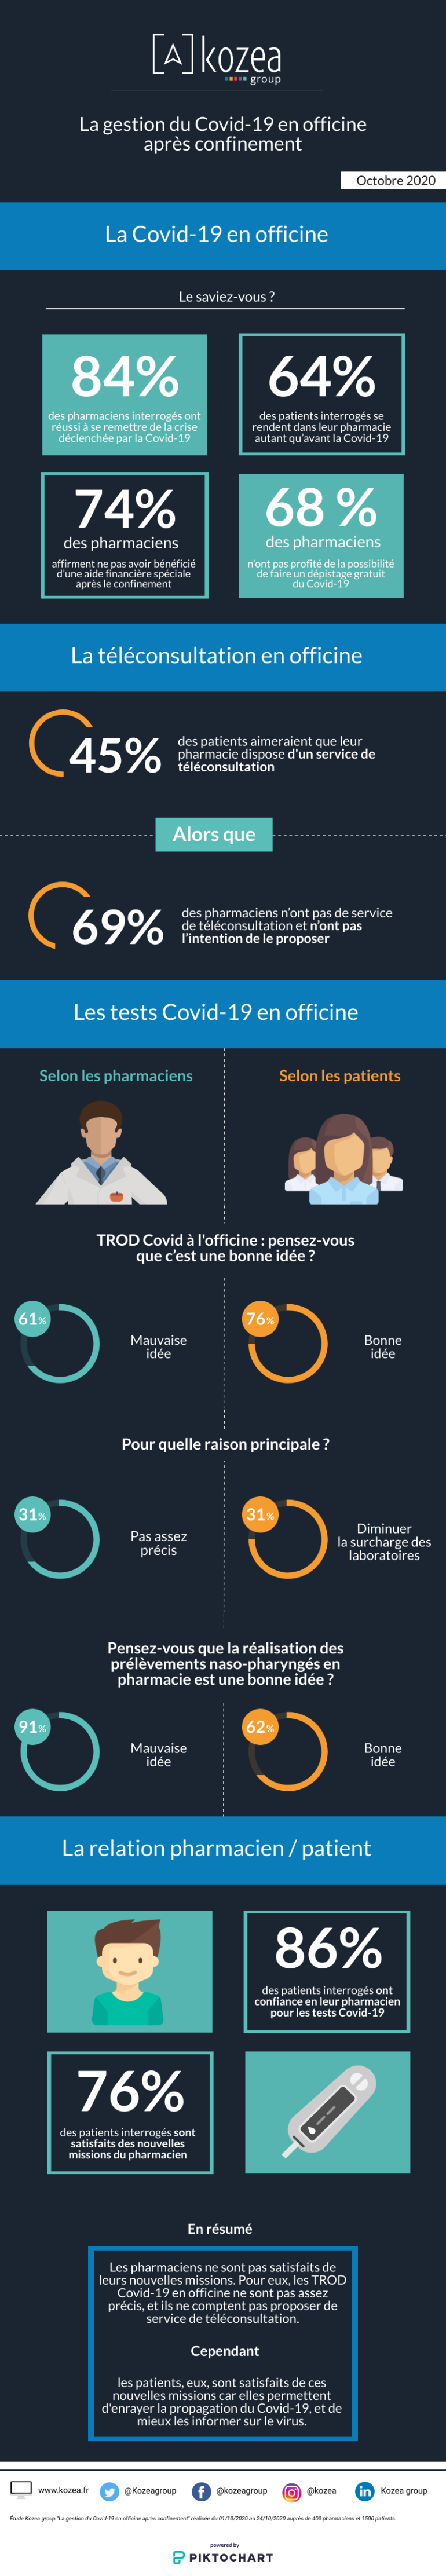 [A] kozea
group
La gestion du Covid-19 en officine
après confinement
Octobre 2020
La Covid-19 en officine
Le saviez-vous ?
84%
des pharmaciens interrogés ont
réussi à se remettre de la crise
déclenchée par la Covid-19
64%
des patients interrogés se
rendent dans leur pharmacie
autant qu'avant la Covid-19
74%
des pharmaciens
affirment ne pas avoir bénéficié
d'une aide financière spéciale
après le confinement
68 %
des pharmaciens
n'ont pas profité de la possibilité
de faire un dépistage gratuit
du Covid-19
La téléconsultation en officine
45%
des patients aimeraient que leur
pharmacie dispose d'un service de
téléconsultation
Alors que
69%
des pharmaciens n'ont pas de service
de téléconsultation et n'ont pas
l'intention de le proposer
Les tests Covid-19 en officine
Selon les pharmaciens
Selon les patients
TROD Covid à l'officine : pensez-vous
que c'est une bonne idée ?
61%
Mauvaise
idée
76%
Bonne
idée
Pour quelle raison principale ?
31%
Pas assez
précis
31%
Diminuer
la surcharge des
laboratoires
Pensez-vous que la réalisation des
prélèvements naso-pharyngés en
pharmacie est une bonne idée ?
91%
Mauvaise
idée
62%
Bonne
idée
La relation pharmacien / patient
86%
des patients interrogés ont
confiance en leur pharmacien
pour les tests Covid-19
76%
des patients interrogés sont
satisfaits des nouvelles
missions du pharmacien
En résumé
Les pharmaciens ne sont pas satisfaits de
leurs nouvelles missions. Pour eux, les TROD
Covid-19 en officine ne sont pas assez
précis, et ils ne comptent pas proposer de
service de téléconsultation.
Cependant
les patients, eux, sont satisfaits de ces
nouvelles missions car elles permettent
d'enrayer la propagation du Covid-19, et de
mieux les informer sur le virus.
www.kozea.fr
@Kozeagroup
@kozeagroup
@kozea
Kozea group
Étude Kozea group "La gestion du Covid-19 en officine après confinement" réalisée du 01/10/2020 au 24/10/2020 auprès de 400 pharmaciens et 1500 patients.
powered by
PIKTOCHART